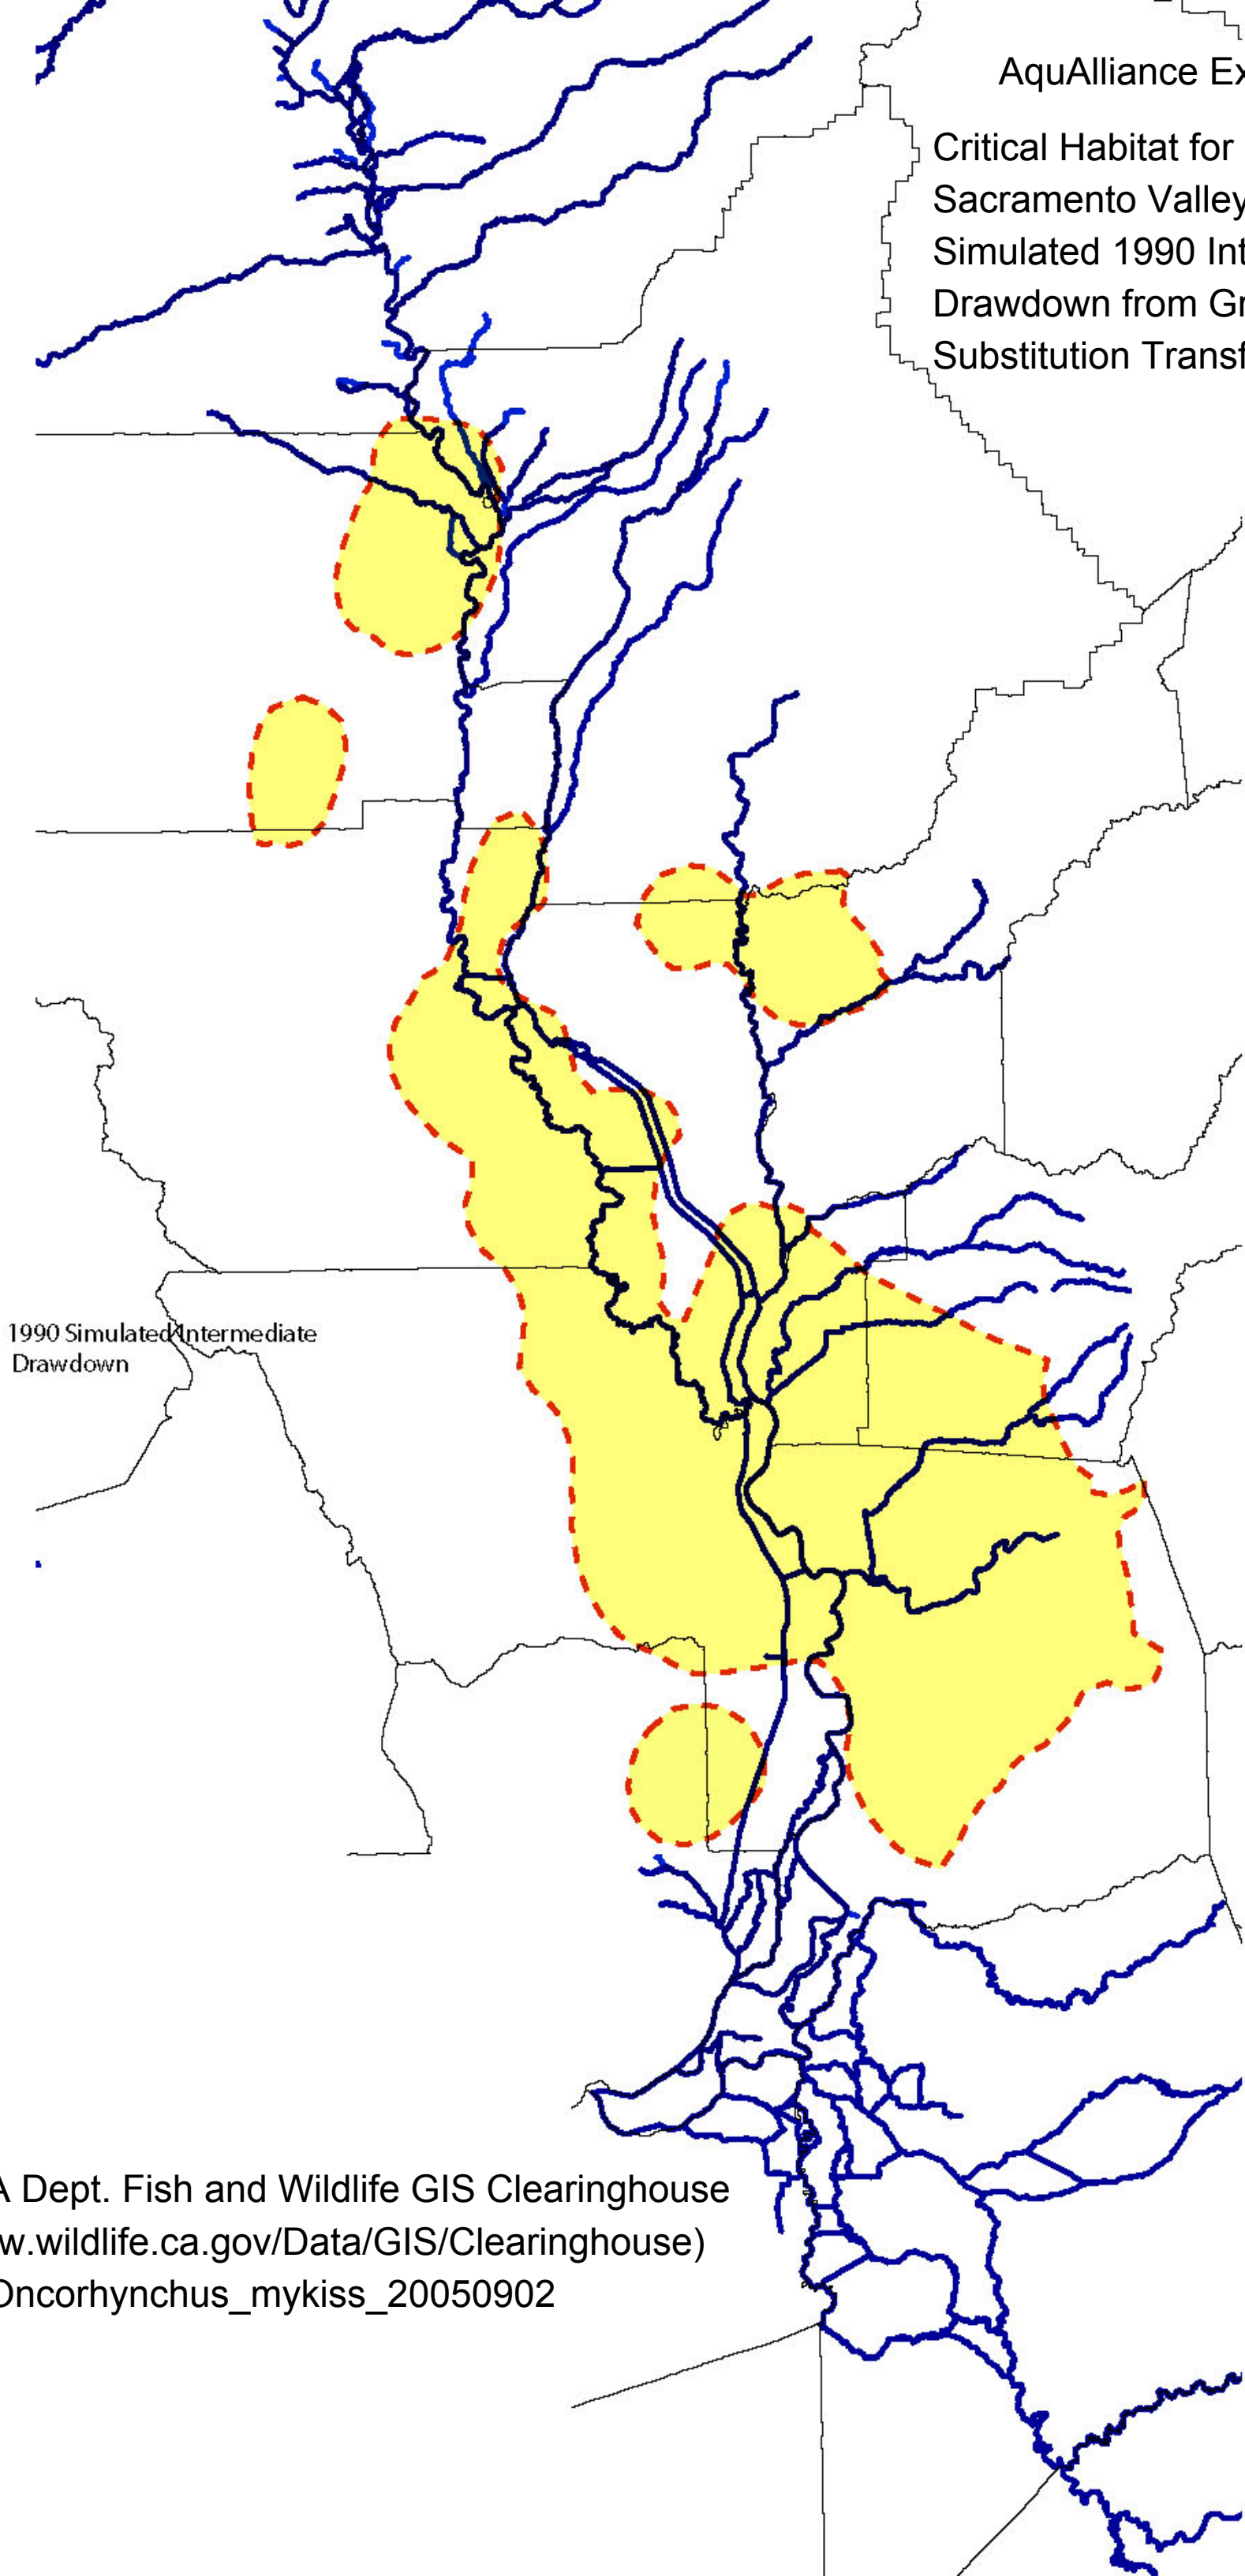 AquAlliance Ex
Critical Habitat for
Sacramento Valley
Simulated 1990 Int
Drawdown from Gr
Substitution Transf
1990 Simulated Intermediate
Drawdown
A Dept. Fish and Wildlife GIS Clearinghouse
w.wildlife.ca.gov/Data/GIS/Clearinghouse)
Oncorhynchus_mykiss_20050902